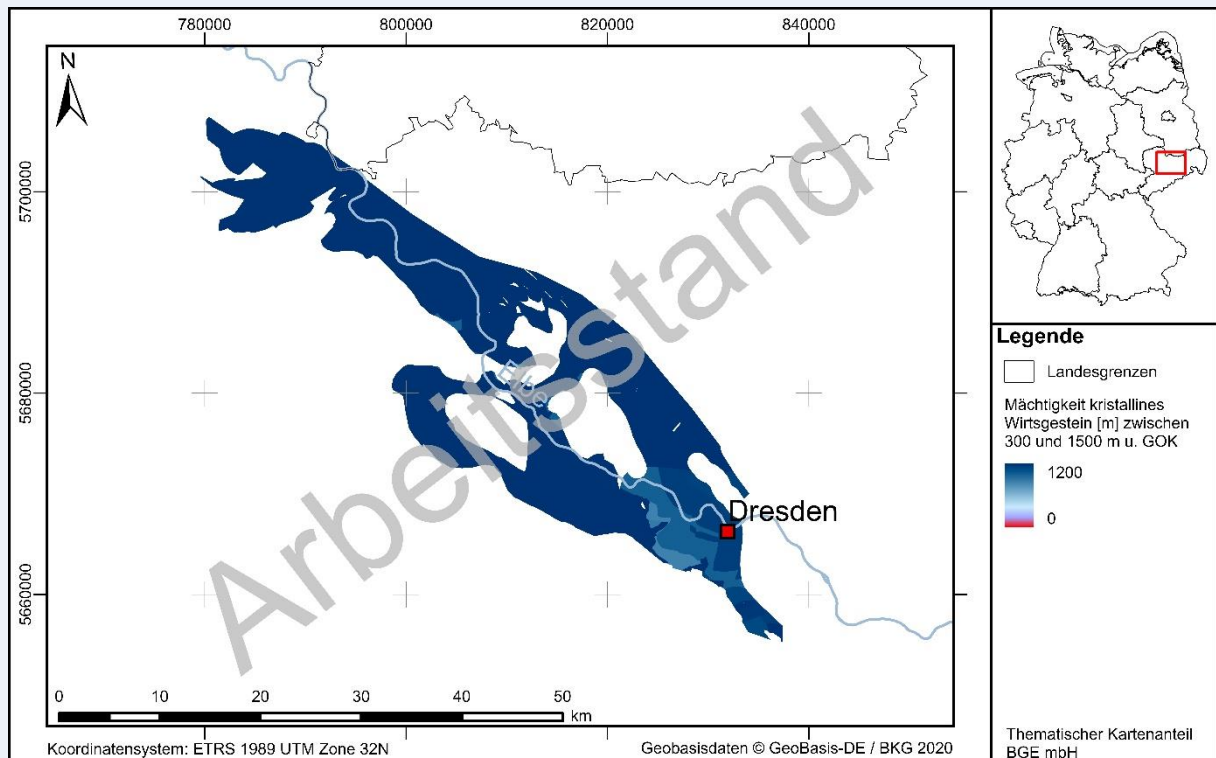 780000 800000 820000 840000
N
5700000
5680000
5660000
Elbe
Dresden
Arbeitsstand
0 10 20 30 40 50 km
Koordinatensystem: ETRS 1989 UTM Zone 32N
Geobasisdaten © GeoBasis-DE / BKG 2020
Legende
Landesgrenzen
Mächtigkeit kristallines
Wirtsgestein [m] zwischen
300 und 1500 m u. GOK
1200
0
Thematischer Kartenanteil
BGE mbH